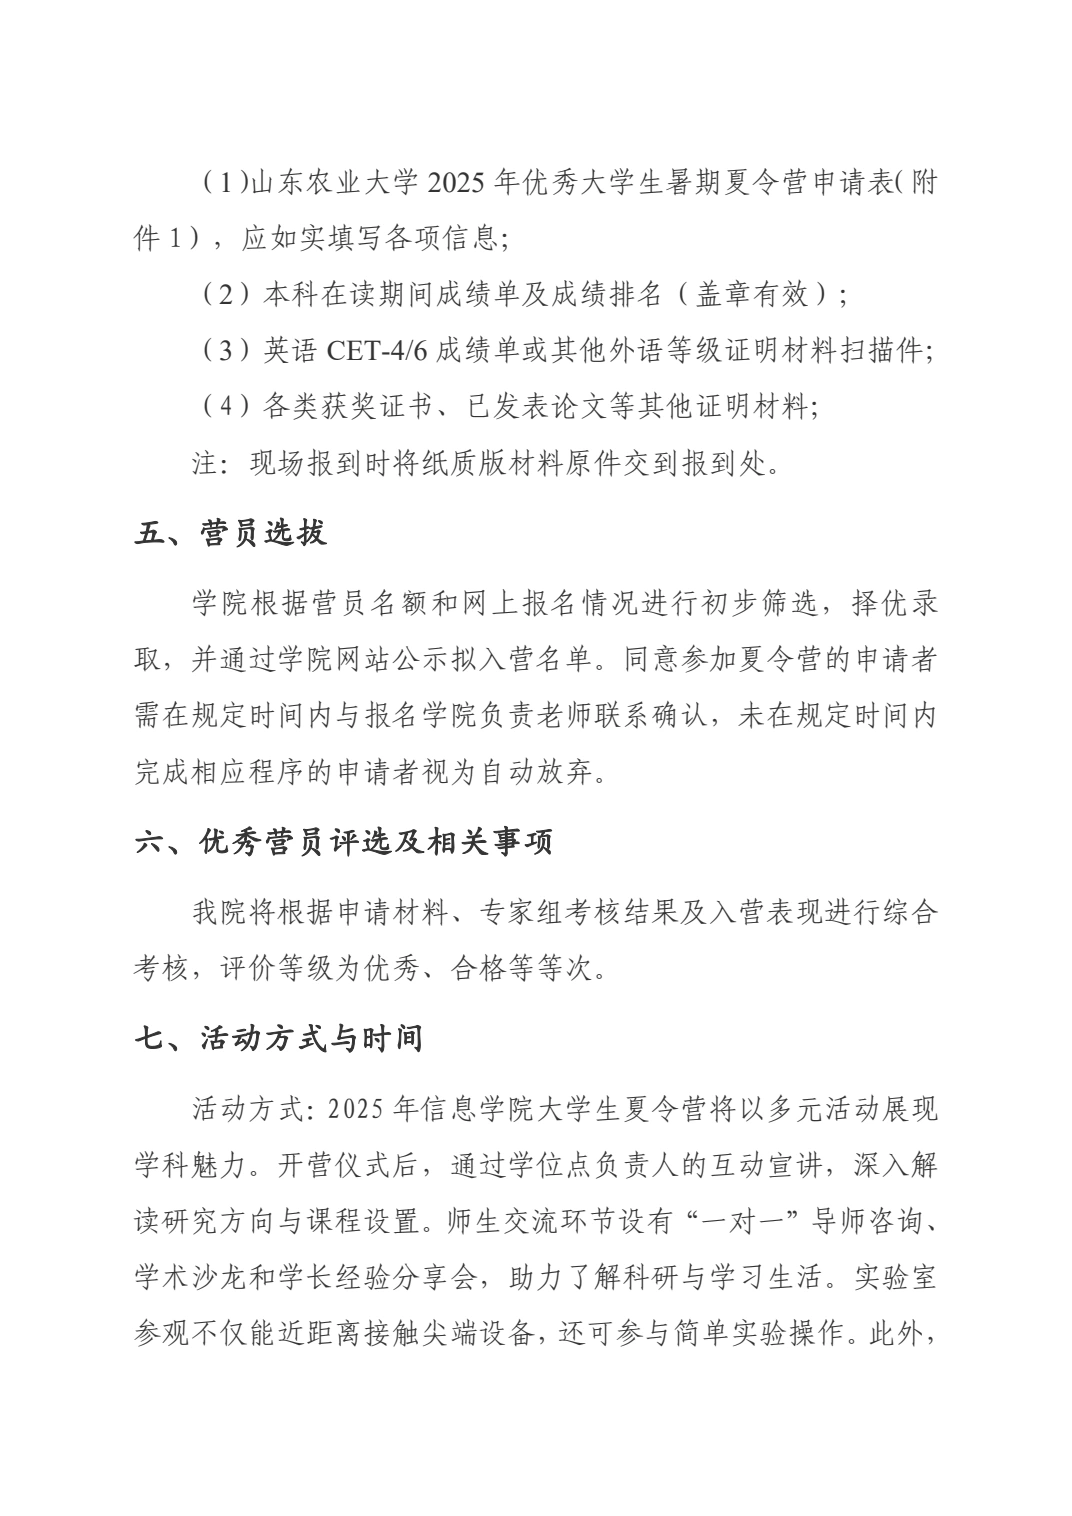 （1）山东农业大学 2025 年优秀大学生暑期夏令营申请表（附
件 1），应如实填写各项信息；
（2）本科在读期间成绩单及成绩排名（盖章有效）；
（3）英语 CET-4/6 成绩单或其他外语等级证明材料扫描件；
（4）各类获奖证书、已发表论文等其他证明材料；
注：现场报到时将纸质版材料原件交到报到处。
五、营员选拔
学院根据营员名额和网上报名情况进行初步筛选，择优录
取，并通过学院网站公示拟入营名单。同意参加夏令营的申请者
需在规定时间内与报名学院负责老师联系确认，未在规定时间内
完成相应程序的申请者视为自动放弃。
六、优秀营员评选及相关事项
我院将根据申请材料、专家组考核结果及入营表现进行综合
考核，评价等级为优秀、合格等等次。
七、活动方式与时间
活动方式：2025 年信息学院大学生夏令营将以多元活动展现
学科魅力。开营仪式后，通过学位点负责人的互动宣讲，深入解
读研究方向与课程设置。师生交流环节设有“一对一”导师咨询、
学术沙龙和学长经验分享会，助力了解科研与学习生活。实验室
参观不仅能近距离接触尖端设备，还可参与简单实验操作。此外，